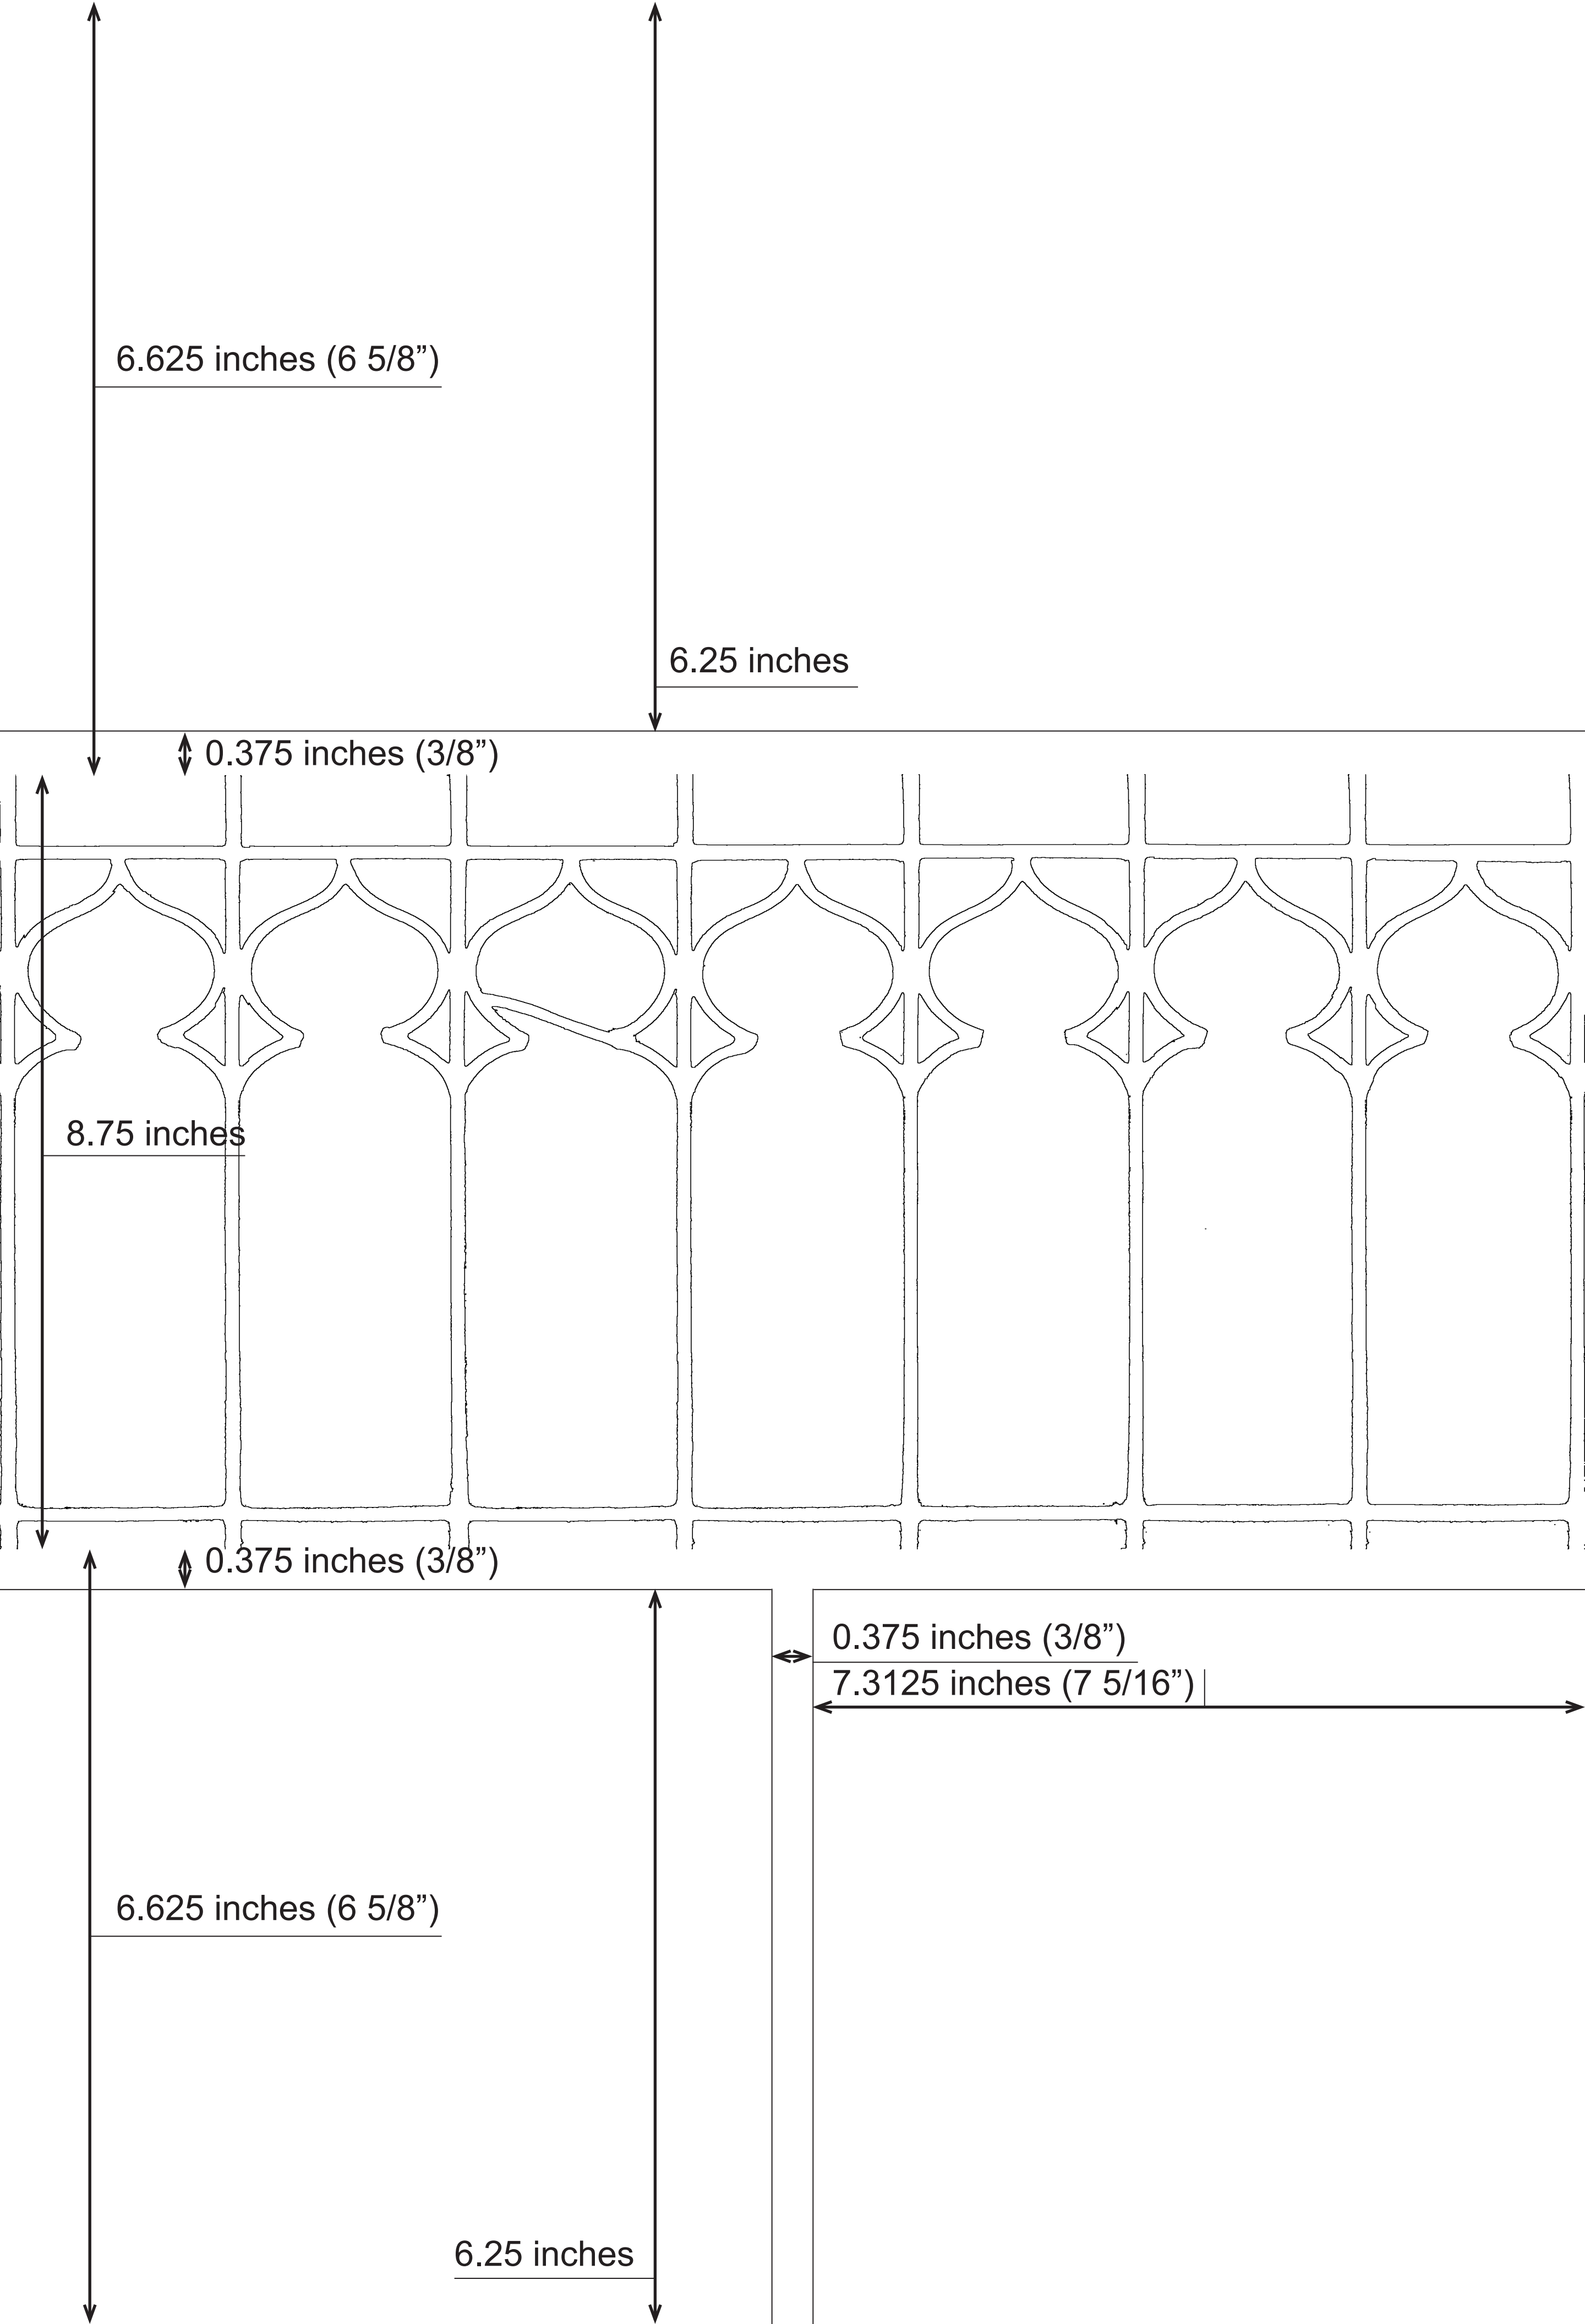 6.625 inches (6 5/8”)
6.25 inches
0.375 inches (3/8”)
8.75 inches
0.375 inches (3/8”)
0.375 inches (3/8”)
7.3125 inches (7 5/16”)
6.625 inches (6 5/8”)
6.25 inches